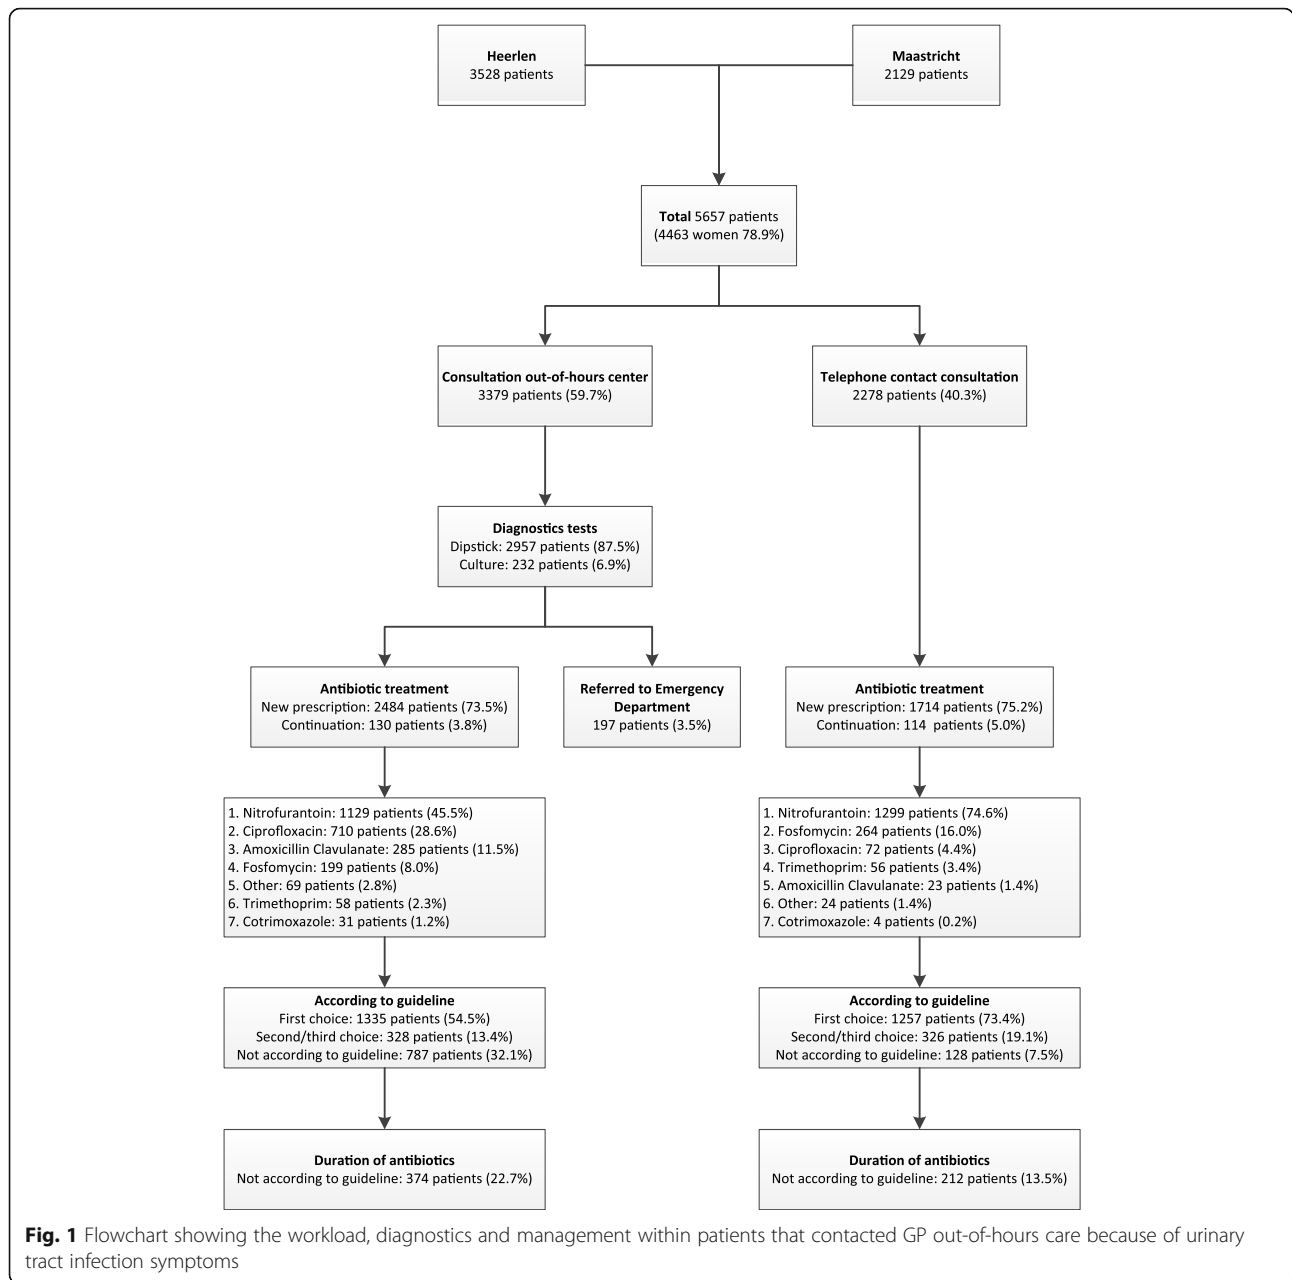 Heerlen
3528 patients
Maastricht
2129 patients
Total 5657 patients
(4463 women 78.9%)
Consultation out-of-hours center
3379 patients (59.7%)
Telephone contact consultation
2278 patients (40.3%)
Diagnostics tests
Dipstick: 2957 patients (87.5%)
Culture: 232 patients (6.9%)
Antibiotic treatment
New prescription: 2484 patients (73.5%)
Continuation: 130 patients (3.8%)
Referred to Emergency
Department
197 patients (3.5%)
Antibiotic treatment
New prescription: 1714 patients (75.2%)
Continuation: 114 patients (5.0%)
1. Nitrofurantoin: 1129 patients (45.5%)
2. Ciprofloxacin: 710 patients (28.6%)
3. Amoxicillin Clavulanate: 285 patients (11.5%)
4. Fosfomycin: 199 patients (8.0%)
5. Other: 69 patients (2.8%)
6. Trimethoprim: 58 patients (2.3%)
7. Cotrimoxazole: 31 patients (1.2%)
1. Nitrofurantoin: 1299 patients (74.6%)
2. Fosfomycin: 264 patients (16.0%)
3. Ciprofloxacin: 72 patients (4.4%)
4. Trimethoprim: 56 patients (3.4%)
5. Amoxicillin Clavulanate: 23 patients (1.4%)
6. Other: 24 patients (1.4%)
7. Cotrimoxazole: 4 patients (0.2%)
According to guideline
First choice: 1335 patients (54.5%)
Second/third choice: 328 patients (13.4%)
Not according to guideline: 787 patients (32.1%)
According to guideline
First choice: 1257 patients (73.4%)
Second/third choice: 326 patients (19.1%)
Not according to guideline: 128 patients (7.5%)
Duration of antibiotics
Not according to guideline: 374 patients (22.7%)
Duration of antibiotics
Not according to guideline: 212 patients (13.5%)
Fig. 1 Flowchart showing the workload, diagnostics and management within patients that contacted GP out-of-hours care because of urinary
tract infection symptoms